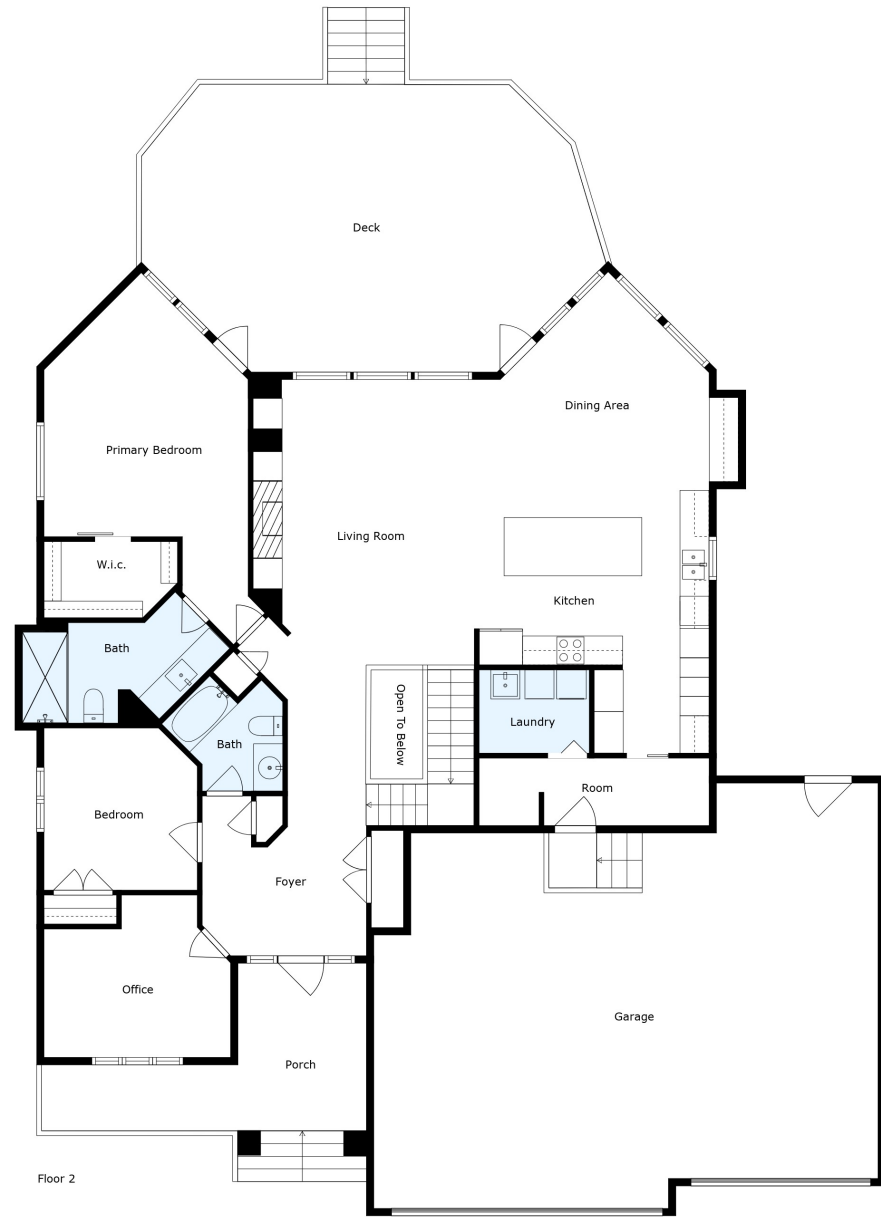 Deck
Dining Area
Primary Bedroom
Living Room
W.i.c.
Kitchen
Bath
Open To Below
Laundry
Bath
Room
Bedroom
Foyer
Office
Garage
Porch
Floor 2